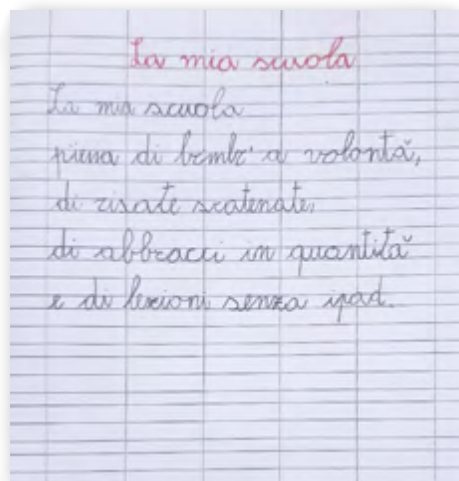 La mia scuola
La mia scuola
piena di bimbi a volontà,
di risate scatenate,
di abbracci in quantità
e di lezioni senza ipad.